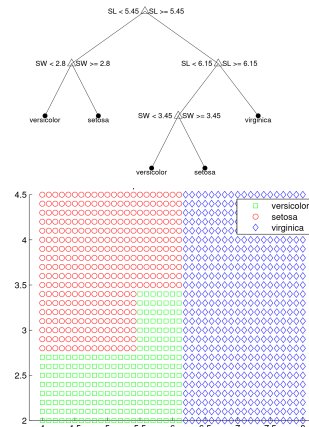 SL < 5.45 SL >= 5.45
SW < 2.8 SW >= 2.8 SL < 6.15 SL >= 6.15
versicolor setosa SW < 3.45 SW >= 3.45 virginica
versicolor setosa
4.5
versicolor
setosa
virginica
4
3.5
3
2.5
2